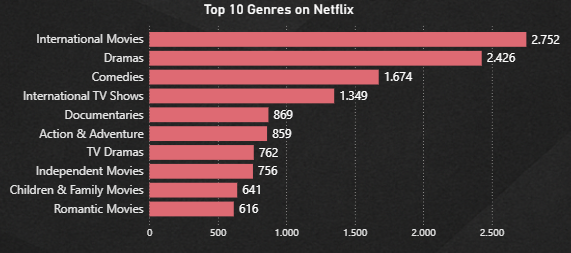 Top 10 Genres on Netflix
International Movies 2.752
Dramas 2.426
Comedies 1.674
International TV Shows 1.349
Documentaries 869
Action & Adventure 859
TV Dramas 762
Independent Movies 756
Children & Family Movies 641
Romantic Movies 616
0 500 1.000 1.500 2.000 2.500